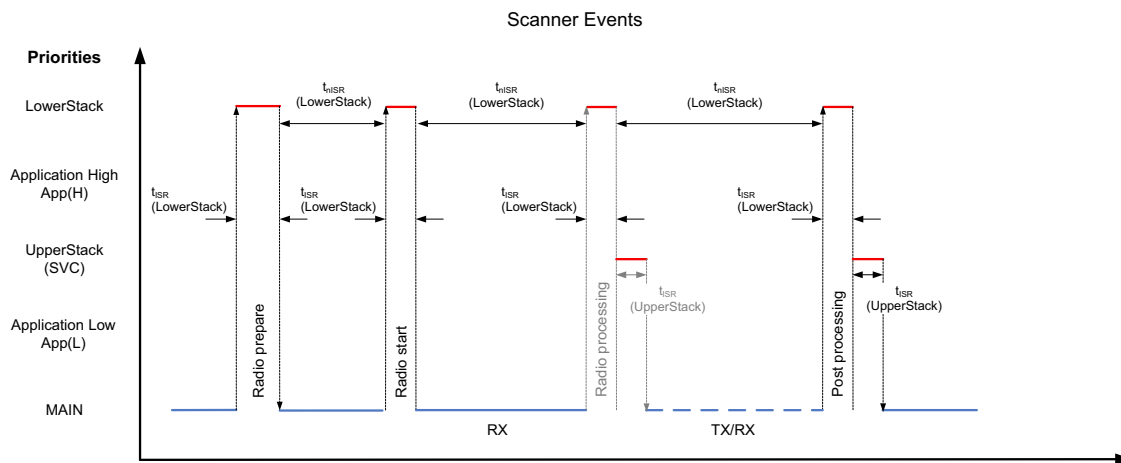 Scanner Events
Priorities
LowerStack
Application High
App(H)
UpperStack
(SVC)
Application Low
App(L)
MAIN
tnISR
(LowerStack)
tnISR
(LowerStack)
tnISR
(LowerStack)
tISR
(LowerStack)
tISR
(LowerStack)
tISR
(LowerStack)
tISR
(LowerStack)
tISR
(UpperStack)
tISR
(UpperStack)
Radio prepare
Radio start
Radio processing
Post processing
RX
TX/RX